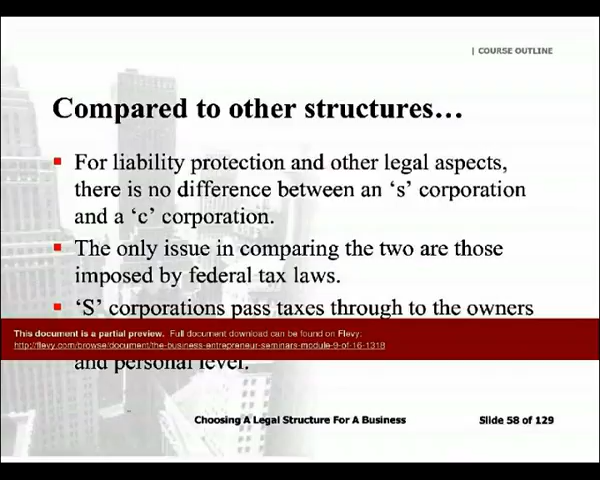 | COURSE OUTLINE
Compared to other structures…
For liability protection and other legal aspects,
there is no difference between an ‘s’ corporation
and a ‘c’ corporation.
The only issue in comparing the two are those
imposed by federal tax laws.
‘S’ corporations pass taxes through to the owners
This document is a partial preview. Full document download can be found on Flevy:
http://flevy.com/browse/document/the-business-entrepreneur-seminars-module-9-of-16-1318
and personal level.
Choosing A Legal Structure For A Business
Slide 58 of 129